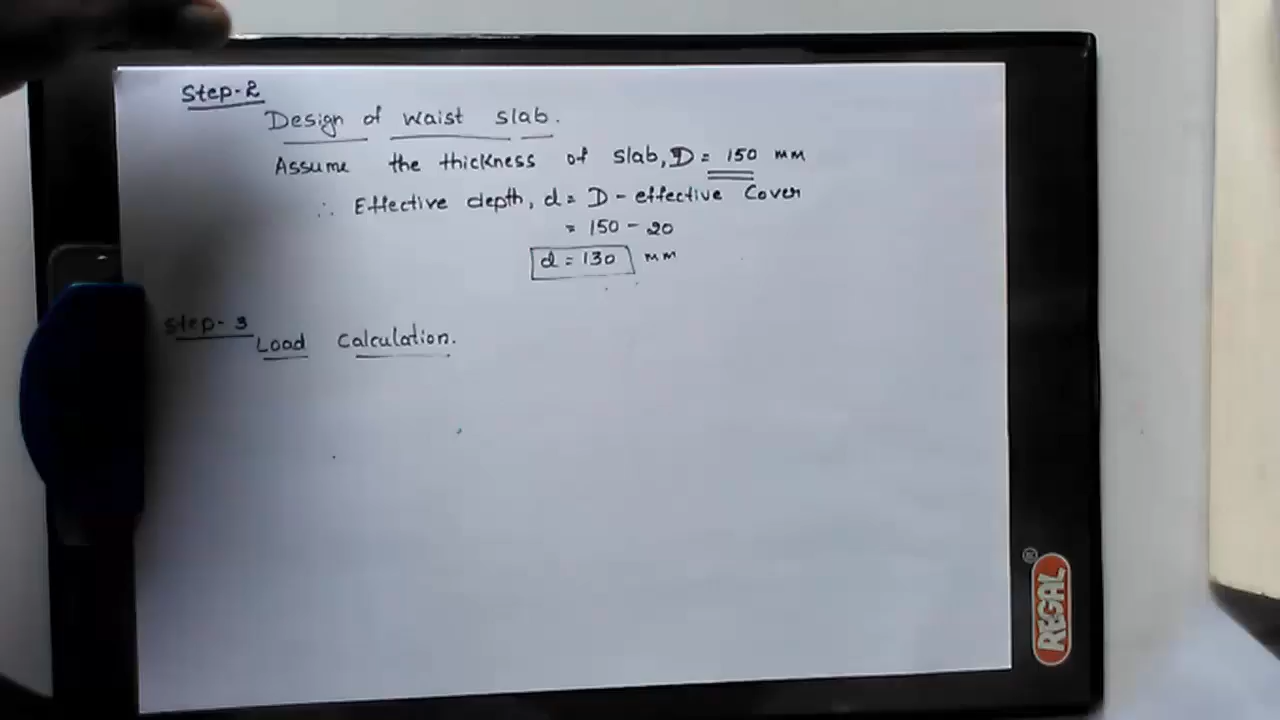 Step-2
Design of waist slab.
Assume the thickness of slab, D = 150 mm
∴ Effective depth, d = D - effective Cover
= 150 - 20
d = 130 mm
Step-3
Load Calculation.
REGAL
®